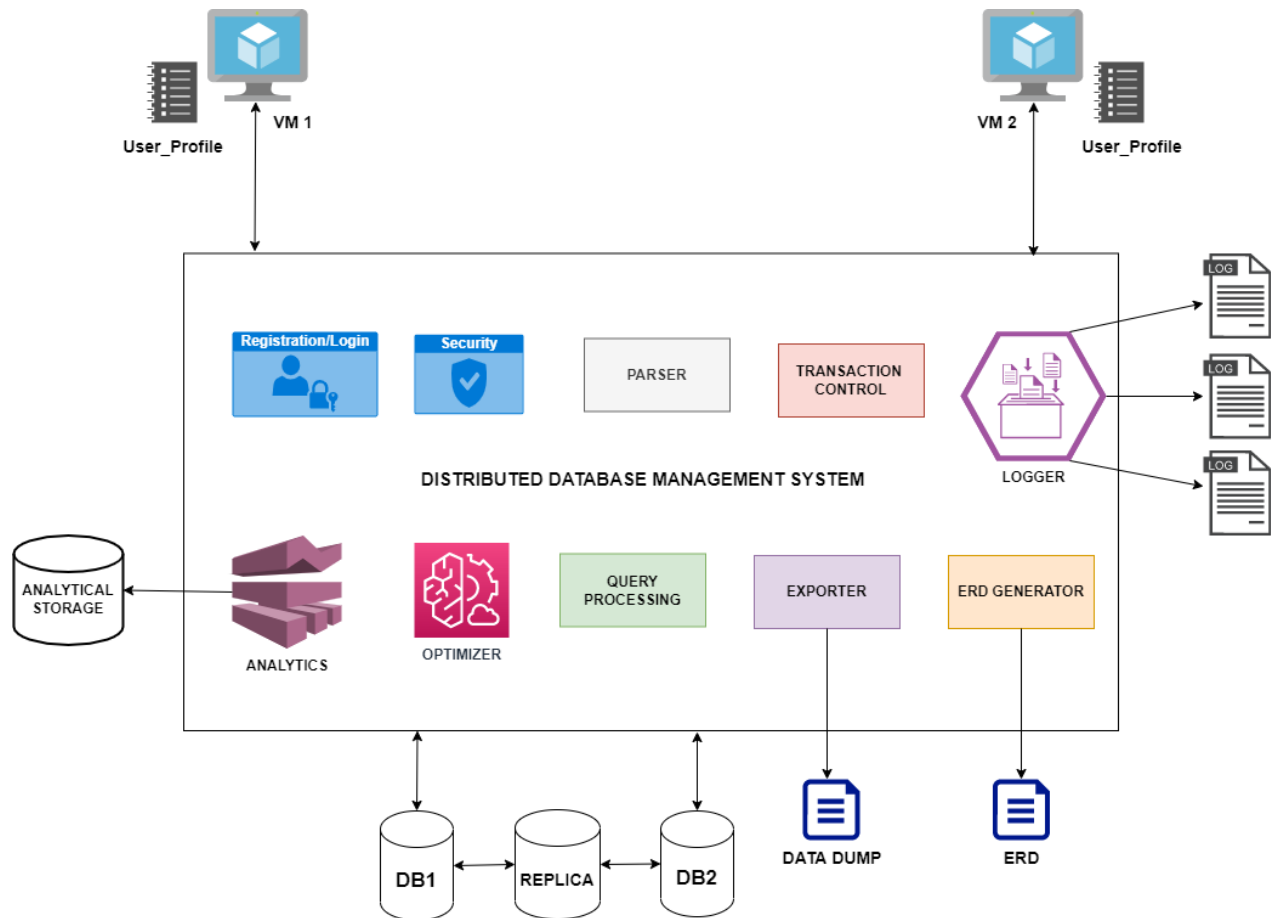 VM 1
User_Profile
VM 2
User_Profile
Registration/Login
Security
PARSER
TRANSACTION
CONTROL
LOG
LOG
LOG
LOGGER
DISTRIBUTED DATABASE MANAGEMENT SYSTEM
ANALYTICAL
STORAGE
ANALYTICS
OPTIMIZER
QUERY
PROCESSING
EXPORTER
ERD GENERATOR
DB1
REPLICA
DB2
DATA DUMP
ERD